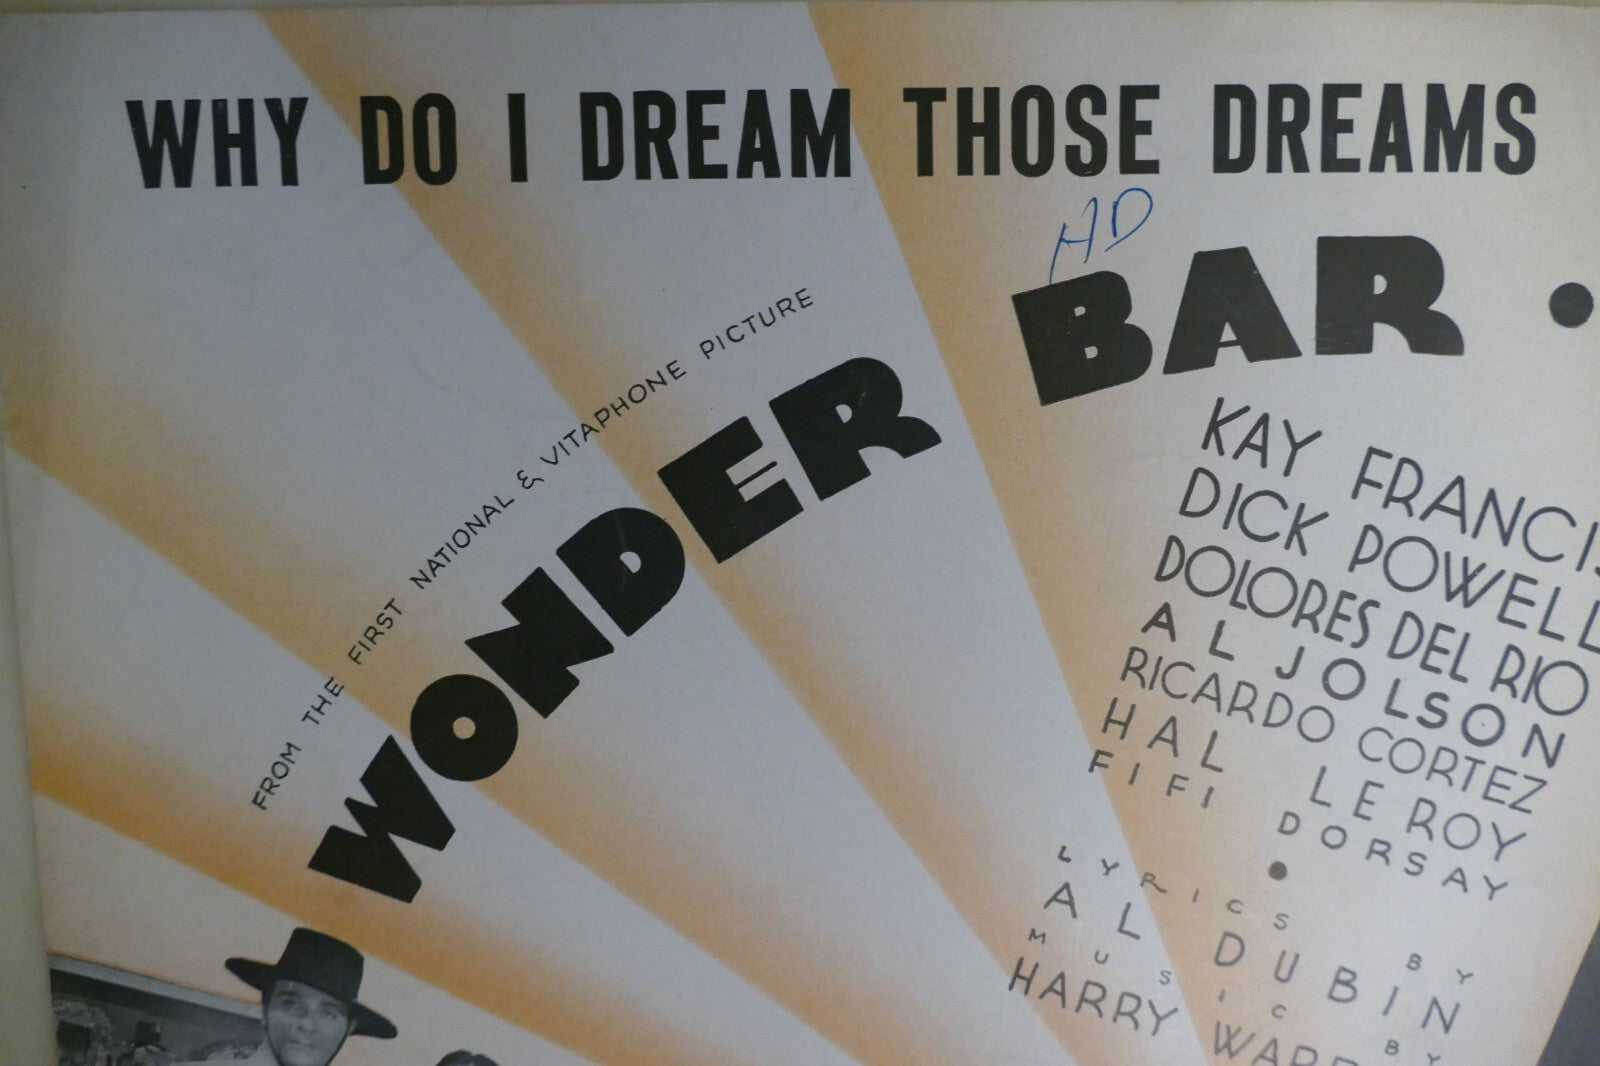 WHY DO I DREAM THOSE DREAMS
HD
FROM THE FIRST NATIONAL & VITAPHONE PICTURE
WONDER BAR •
KAY FRANCIS
DICK POWELL
DOLORES DEL RIO
AL JOLSON
RICARDO CORTEZ
HAL LE ROY
FIFI DORSAY
•
LYRICS BY
AL DUBIN
MUSIC BY
HARRY